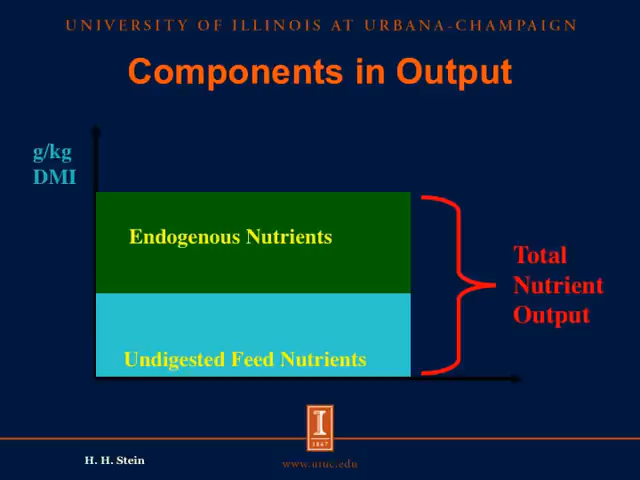 UNIVERSITY OF ILLINOIS AT URBANA-CHAMPAIGN
Components in Output
g/kg
DMI
Endogenous Nutrients
Undigested Feed Nutrients
Total
Nutrient
Output
I
1867
H. H. Stein
www.uiuc.edu